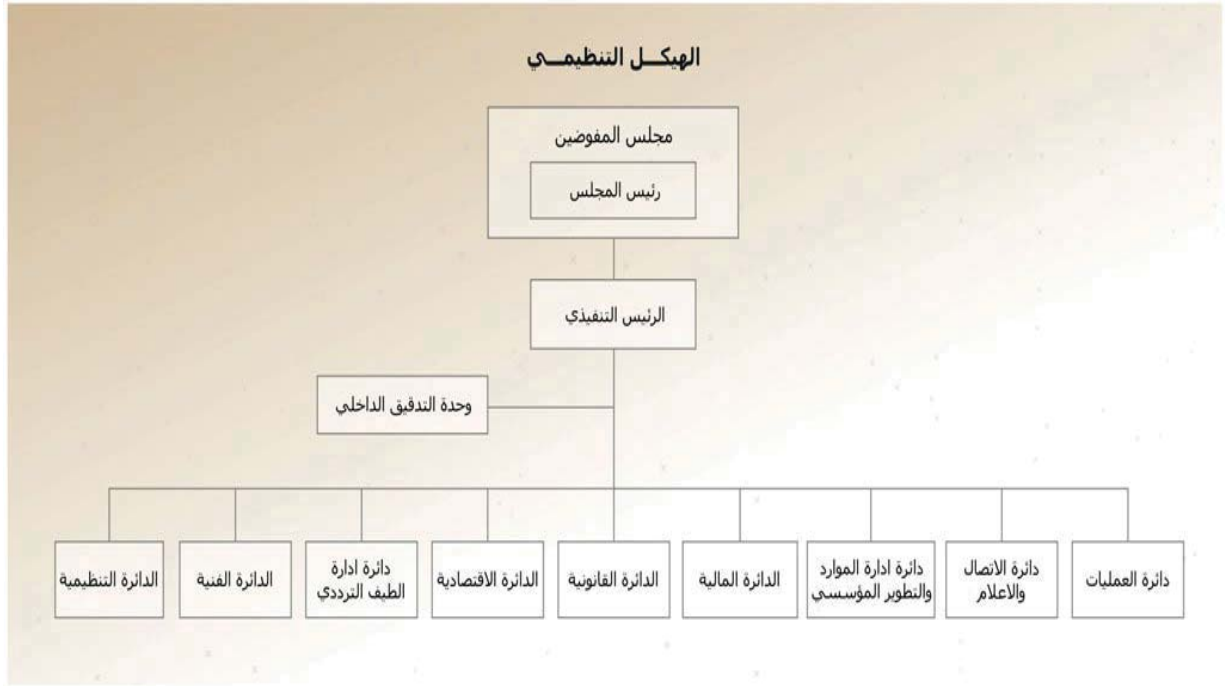 الهيكـــل التنظيمـــي
مجلس المفوضين
رئيس المجلس
الرئيس التنفيذي
وحدة التدقيق الداخلي
دائرة العمليات
دائرة الاتصال
والاعلام
دائرة ادارة الموارد
والتطوير المؤسسي
الدائرة المالية
الدائرة القانونية
الدائرة الاقتصادية
دائرة ادارة
الطيف الترددي
الدائرة الفنية
الدائرة التنظيمية